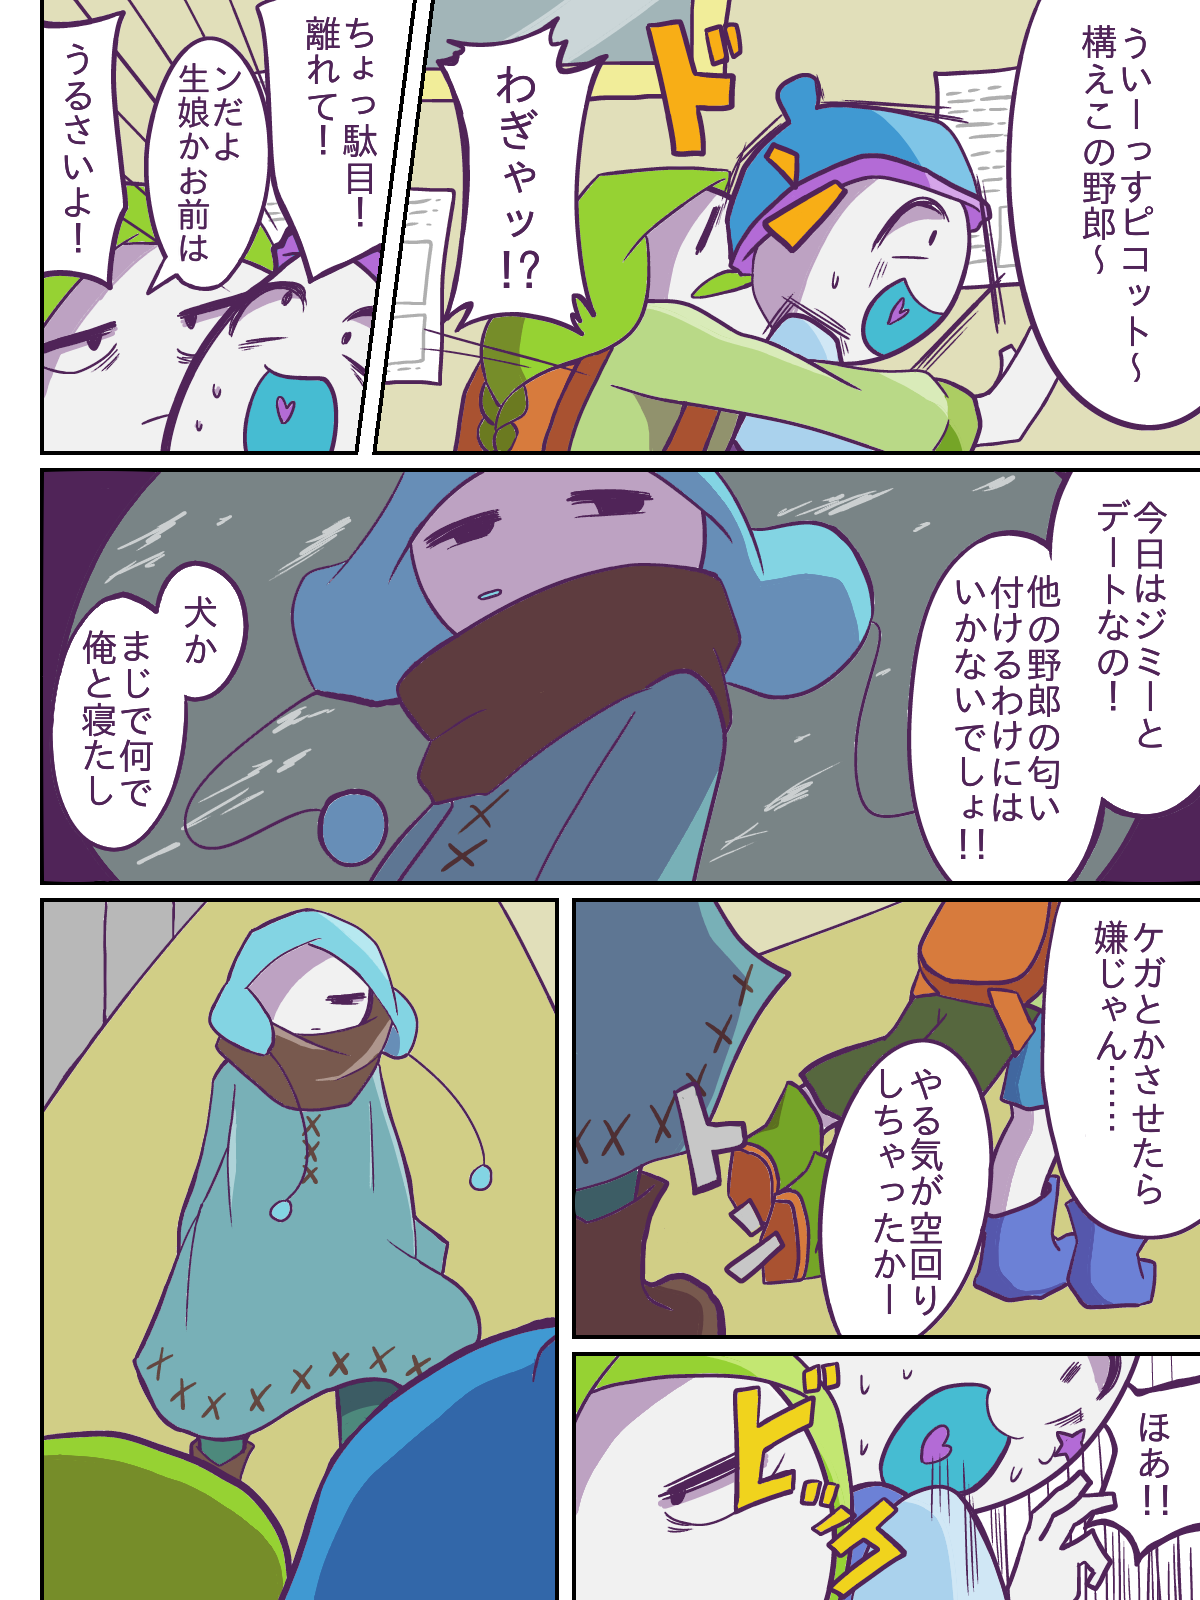 うぃーっすピコット～
構えこの野郎～
ドッ
わぎゃッ!?
ちょっ駄目！
離れて！
ンだよ
生娘かお前は
うるさいよ！
今日はジミーと
デートなの！
他の野郎の匂い
付けるわけには
いかないでしょ!!
犬か
まじで何で
俺と寝たし
ケガとかさせたら
嫌じゃん……
やる気が空回り
しちゃったかー
ト
ほあ!!
ビビッ